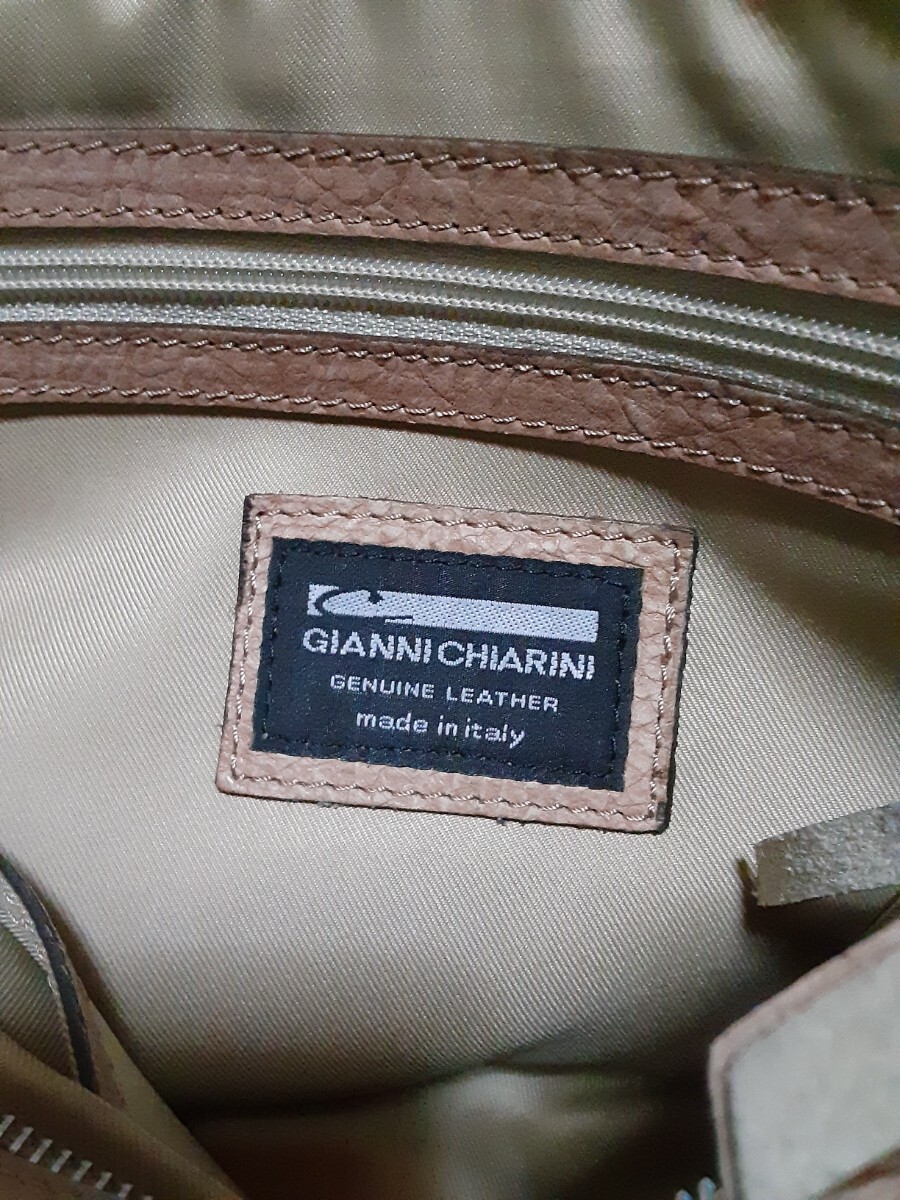 GIANNI CHIARINI
GENUINE LEATHER
made in italy